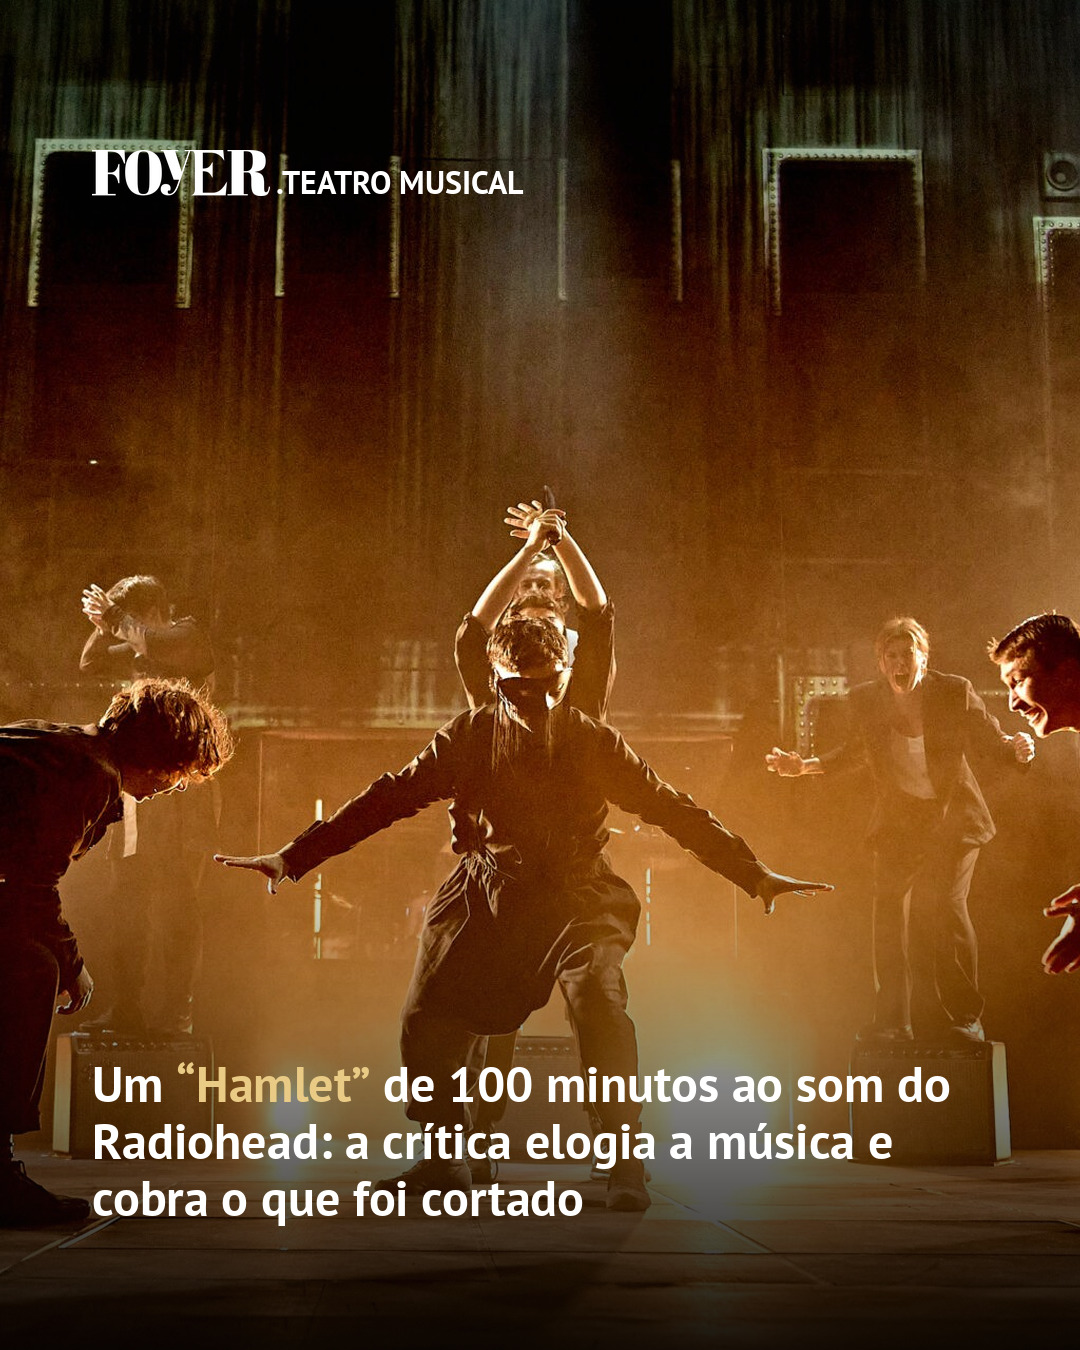 FOYER .TEATRO MUSICAL
Um “Hamlet” de 100 minutos ao som do
Radiohead: a crítica elogia a música e
cobra o que foi cortado